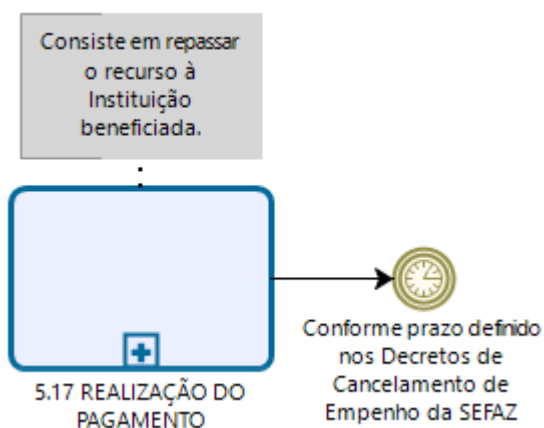 Consiste em repassar
o recurso à
Instituição
beneficiada.
5.17 REALIZAÇÃO DO
PAGAMENTO
Conforme prazo definido
nos Decretos de
Cancelamento de
Empenho da SEFAZ